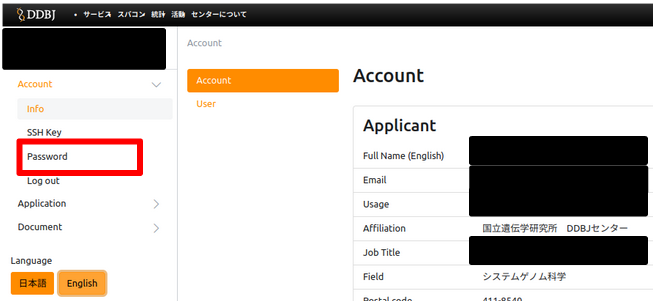 DDBJ • サービス スパコン 統計 活動 センターについて
Account
Account
Info
SSH Key
Password
Log out
Application
Document
Language
日本語 English
Account
User
Account
Applicant
Full Name (English)
Email
Usage
Affiliation 国立遺伝学研究所 DDBJセンター
Job Title
Field システムゲノム科学
Postal code 411-8540